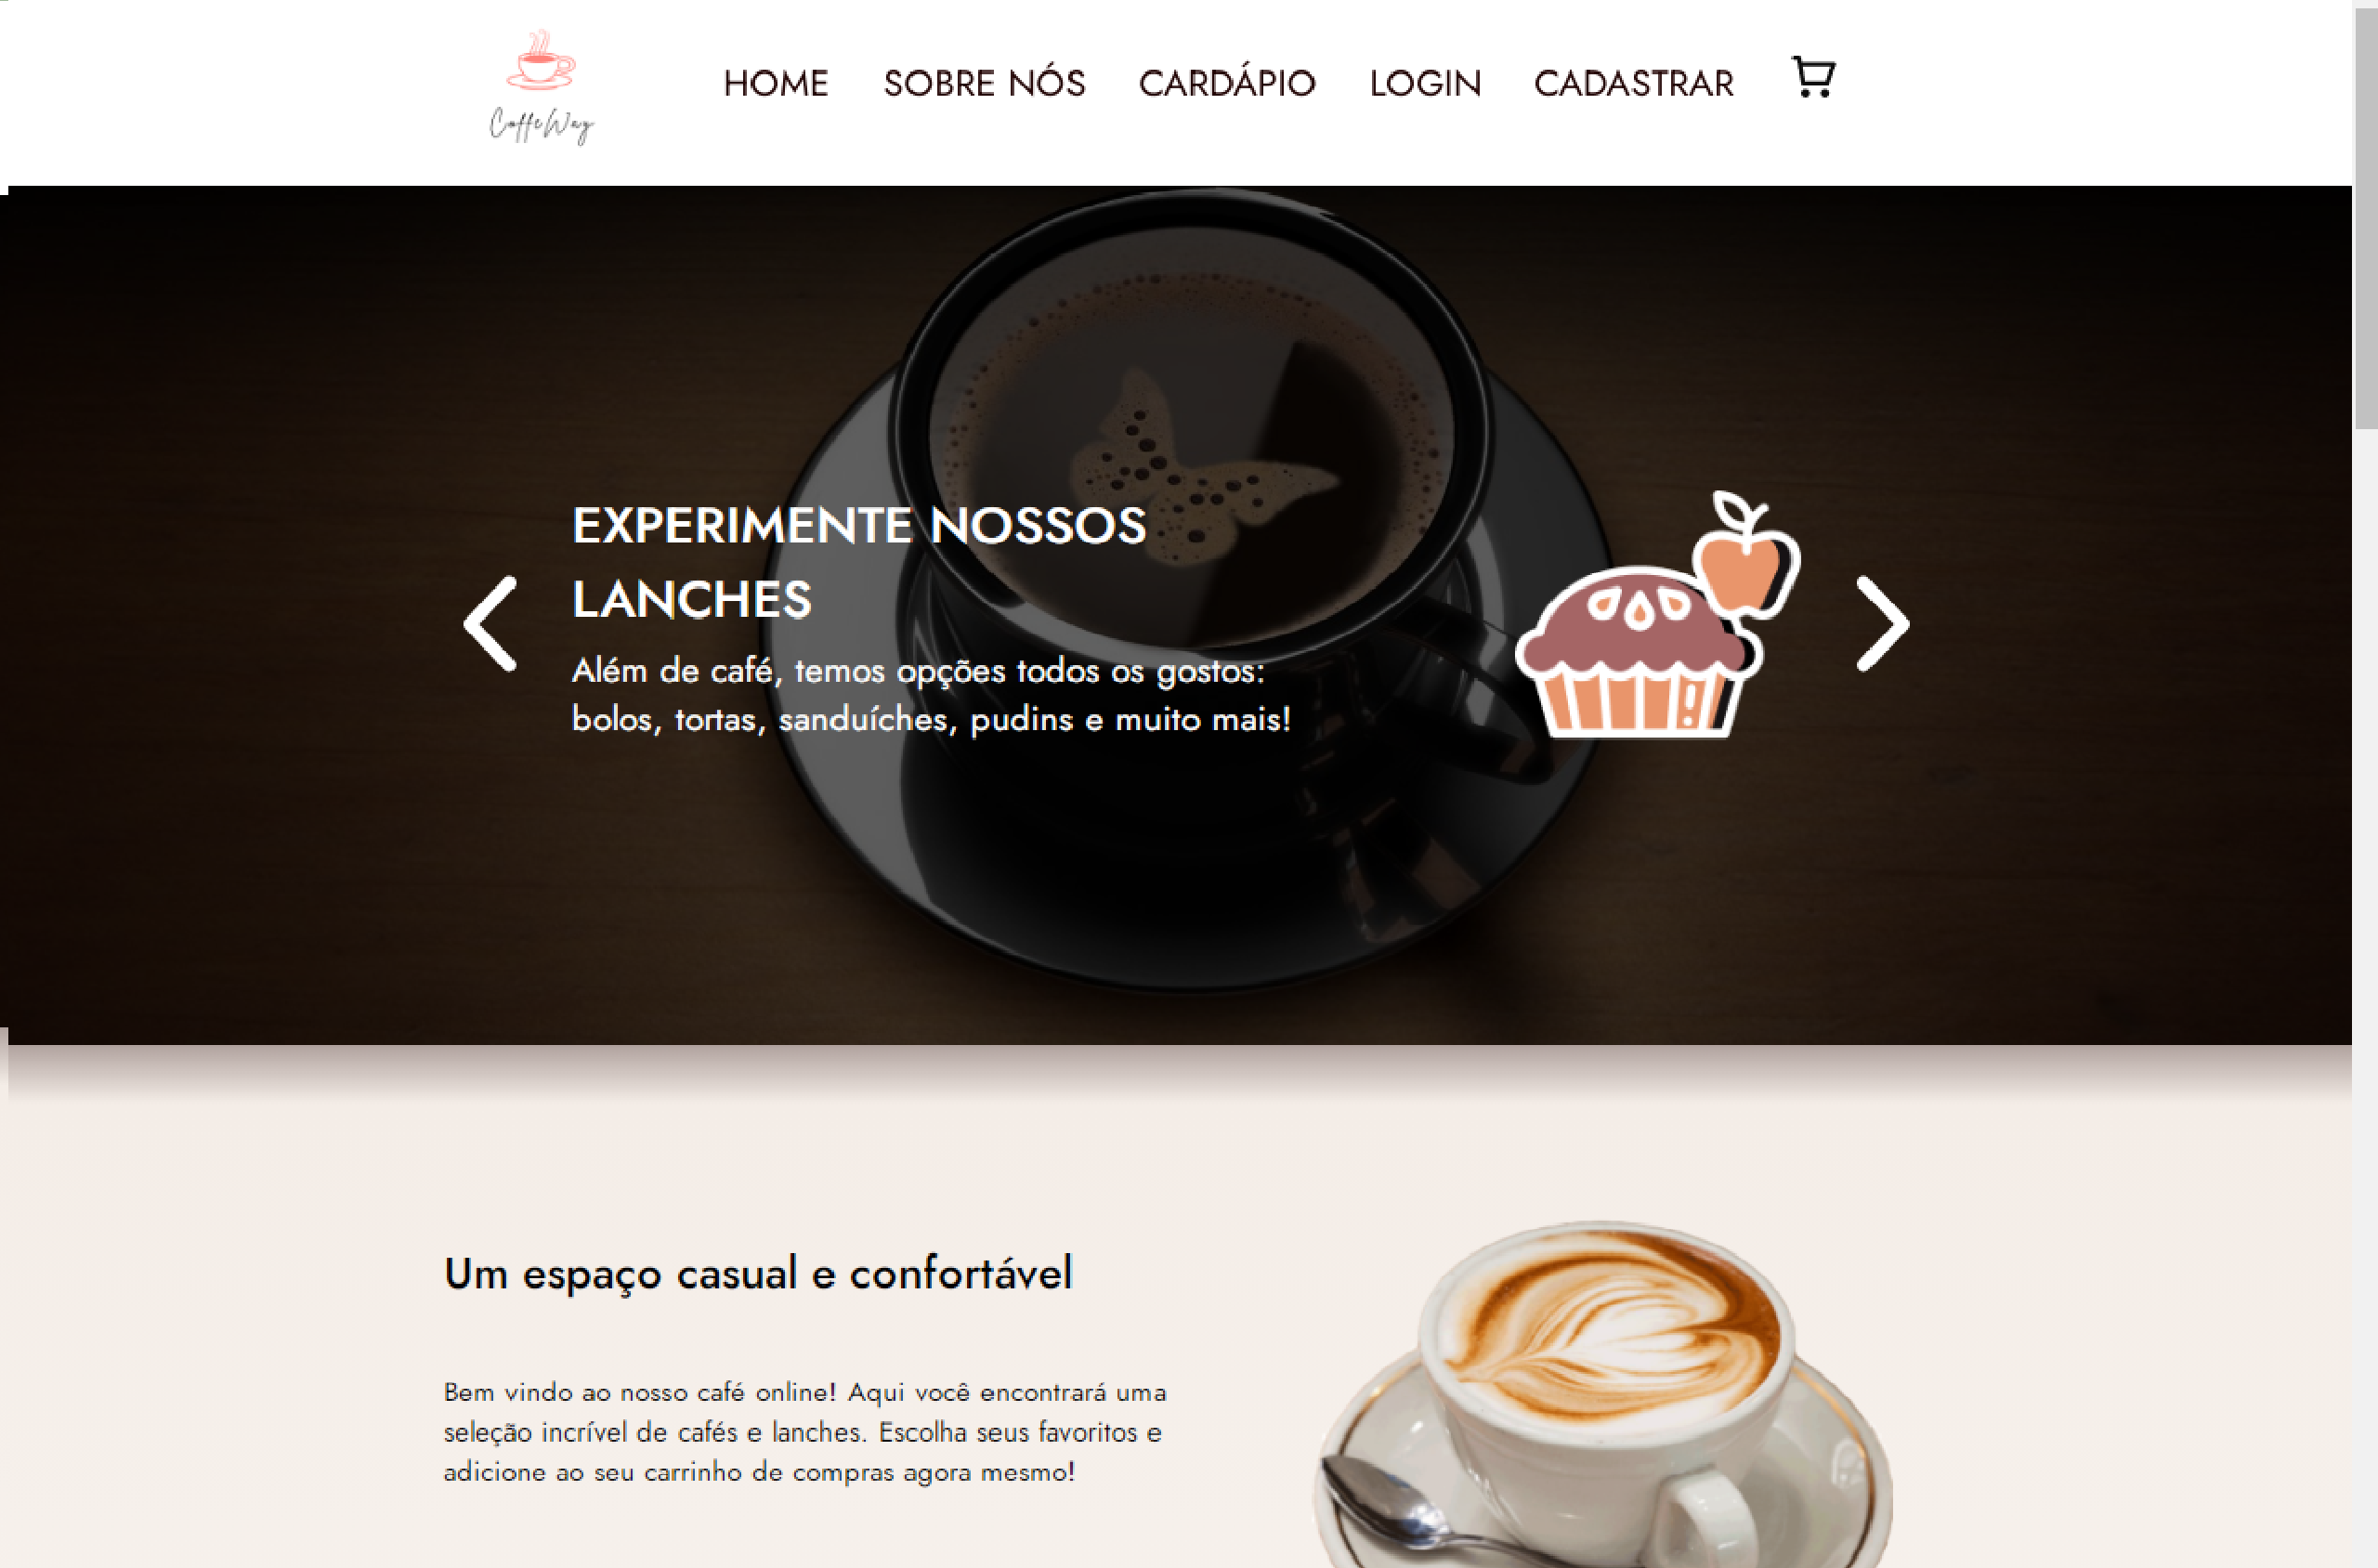 CoffeWay
HOME SOBRE NÓS CARDÁPIO LOGIN CADASTRAR
EXPERIMENTE NOSSOS
LANCHES
Além de café, temos opções todos os gostos:
bolos, tortas, sanduíches, pudins e muito mais!
Um espaço casual e confortável
Bem vindo ao nosso café online! Aqui você encontrará uma
seleção incrível de cafés e lanches. Escolha seus favoritos e
adicione ao seu carrinho de compras agora mesmo!